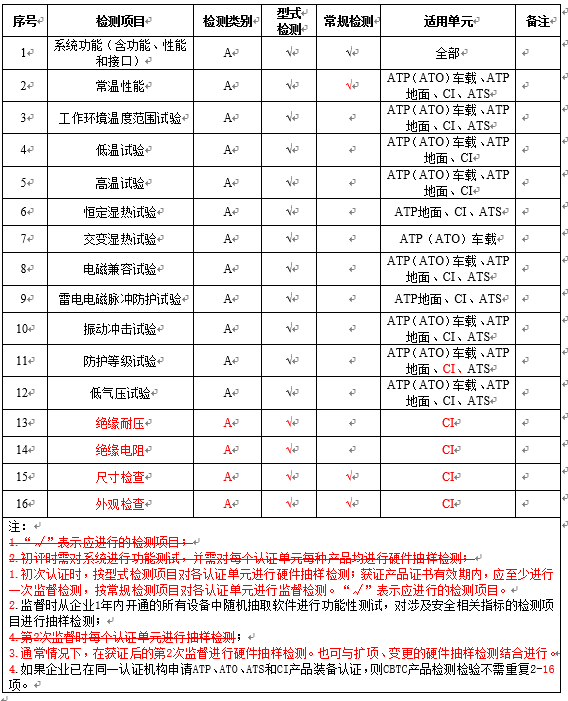 序号 检测项目 检测类别 型式检测 常规检测 适用单元 备注
1 系统功能（含功能、性能和接口） A √ √ 全部
2 常温性能 A √ √ ATP(ATO)车载、ATP地面、CI、ATS
3 工作环境温度范围试验 A √ ATP(ATO)车载、ATP地面、CI、ATS
4 低温试验 A √ ATP(ATO)车载、ATP地面、CI
5 高温试验 A √ ATP(ATO)车载、ATP地面、CI
6 恒定湿热试验 A √ ATP地面、CI、ATS
7 交变湿热试验 A √ ATP（ATO）车载
8 电磁兼容试验 A √ ATP(ATO)车载、ATP地面、CI、ATS
9 雷电电磁脉冲防护试验 A √ ATP地面、CI、ATS
10 振动冲击试验 A √ ATP(ATO)车载、ATP地面、CI、ATS
11 防护等级试验 A √ ATP(ATO)车载、ATP地面、CI、ATS
12 低气压试验 A √ ATP(ATO)车载、ATP地面、CI、ATS
13 绝缘耐压 A √ CI
14 绝缘电阻 A √ CI
15 尺寸检查 A √ √ CI
16 外观检查 A √ √ CI
注：
1.“√”表示应进行的检测项目；
2.初评时需对系统进行功能测试，并需对每个认证单元每种产品均进行硬件抽样检测；
1.初次认证时，按型式检测项目对各认证单元进行硬件抽样检测；获证产品证书有效期内，应至少进行
一次监督检测，按常规检测项目对各认证单元进行监督检测。“√”表示应进行的检测项目。
2.监督时从企业1年内开通的所有设备中随机抽取软件进行功能性测试，对涉及安全相关指标的检测项
目进行抽样检测；
4.第2次监督时每个认证单元进行抽样检测；
3.通常情况下，在获证后的第2次监督进行硬件抽样检测。也可与扩项、变更的硬件抽样检测结合进行。
4.如果企业已在同一认证机构申请ATP、ATO、ATS和CI产品装备认证，则CBTC产品检测检验不需重复2-16
项。